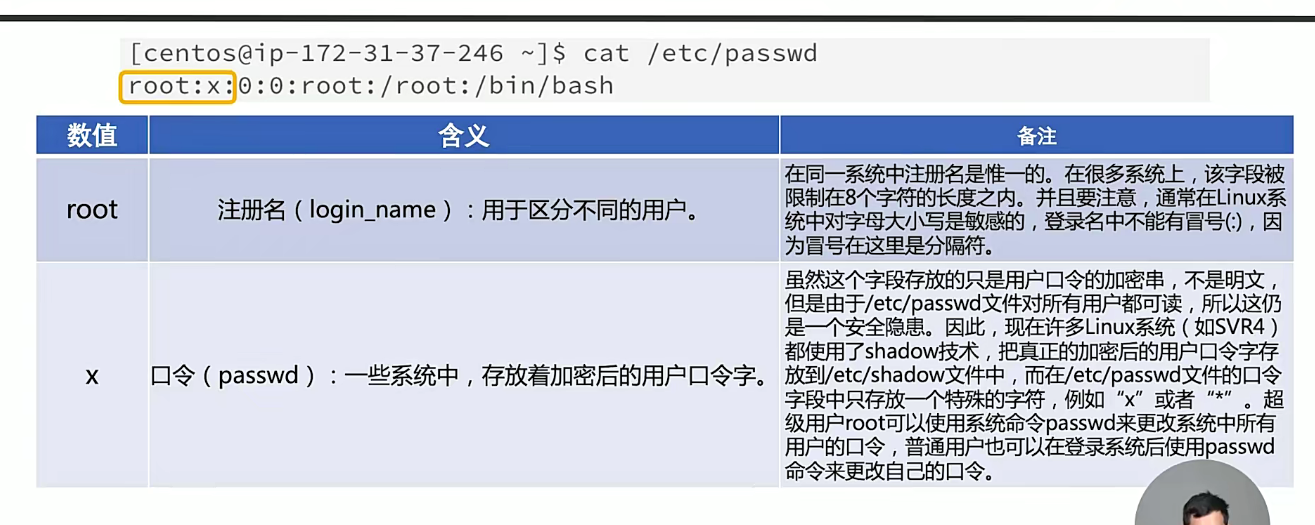 [centos@ip-172-31-37-246 ~]$ cat /etc/passwd
root:x:0:0:root:/root:/bin/bash
数值 含义 备注
root 注册名（login_name）：用于区分不同的用户。
在同一系统中注册名是惟一的。在很多系统上，该字段被
限制在8个字符的长度之内。并且要注意，通常在Linux系
统中对字母大小写是敏感的，登录名中不能有冒号(:)，因
为冒号在这里是分隔符。
x 口令（passwd）：一些系统中，存放着加密后的用户口令字。
虽然这个字段存放的只是用户口令的加密串，不是明文，
但是由于/etc/passwd文件对所有用户都可读，所以这仍
是一个安全隐患。因此，现在许多Linux系统（如SVR4）
都使用了shadow技术，把真正的加密后的用户口令字存
放到/etc/shadow文件中，而在/etc/passwd文件的口令
字段中只存放一个特殊的字符，例如“x”或者“*”。超
级用户root可以使用系统命令passwd来更改系统中所有
用户的口令，普通用户也可以在登录系统后使用passwd
命令来更改自己的口令。